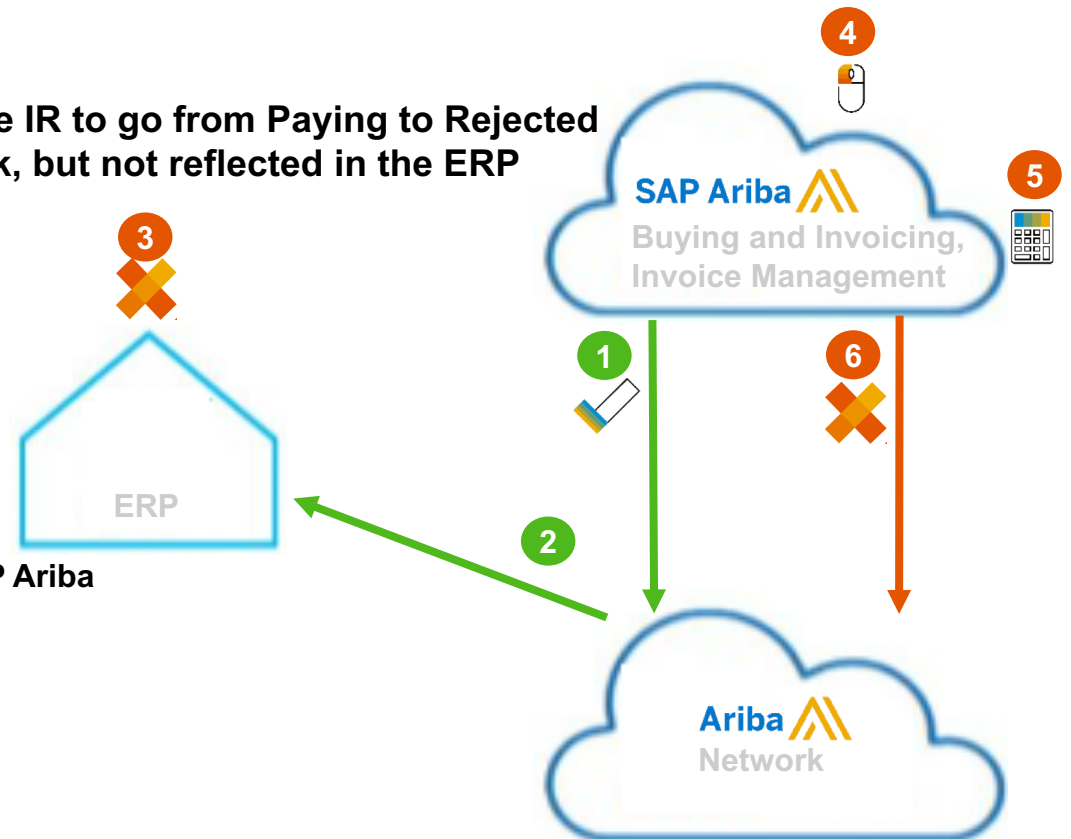 4
e IR to go from Paying to Rejected
k, but not reflected in the ERP
SAP Ariba
5
Buying and Invoicing,
Invoice Management
3
1
6
ERP
2
P Ariba
Ariba
Network